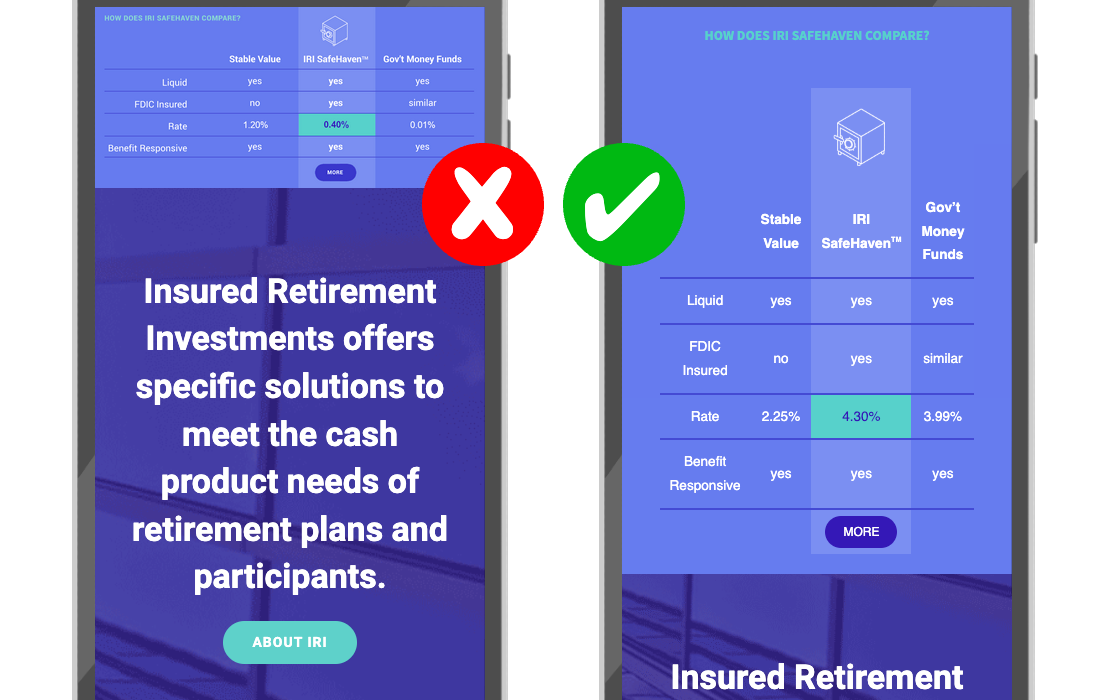 HOW DOES IRI SAFEHAVEN COMPARE?
Stable Value IRI SafeHaven™ Gov't Money Funds
Liquid yes yes yes
FDIC Insured no yes similar
Rate 1.20% 0.40% 0.01%
Benefit Responsive yes yes yes
MORE
Insured Retirement
Investments offers
specific solutions to
meet the cash
product needs of
retirement plans and
participants.
ABOUT IRI
HOW DOES IRI SAFEHAVEN COMPARE?
Stable
Value
IRI
SafeHaven™
Gov't
Money
Funds
Liquid yes yes yes
FDIC
Insured
no yes similar
Rate 2.25% 4.30% 3.99%
Benefit
Responsive
yes yes yes
MORE
Insured Retirement